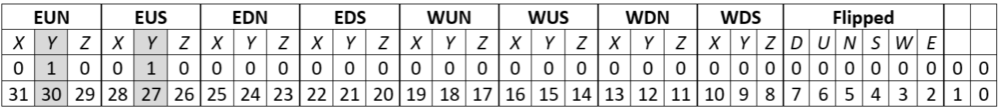 EUN EUS EDN EDS WUN WUS WDN WDS Flipped
X Y Z X Y Z X Y Z X Y Z X Y Z X Y Z X Y Z X Y Z D U N S W E
0 1 0 0 1 0 0 0 0 0 0 0 0 0 0 0 0 0 0 0 0 0 0 0 0 0 0 0 0 0 0 0
31 30 29 28 27 26 25 24 23 22 21 20 19 18 17 16 15 14 13 12 11 10 9 8 7 6 5 4 3 2 1 0